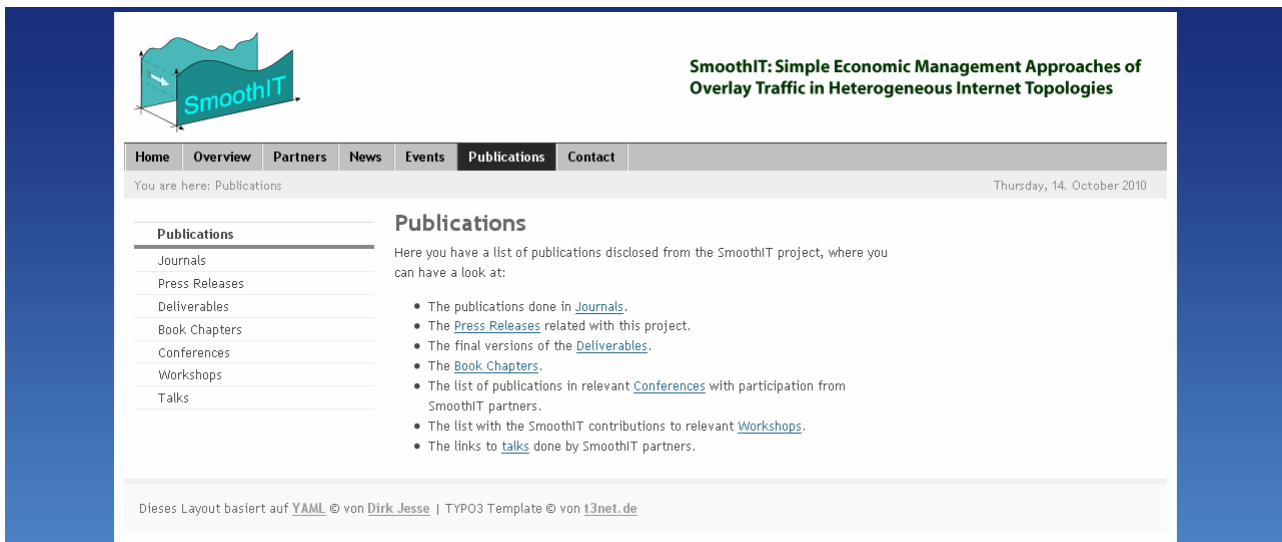 SmoothIT
SmoothIT: Simple Economic Management Approaches of
Overlay Traffic in Heterogeneous Internet Topologies
Home Overview Partners News Events Publications Contact
You are here: Publications Thursday, 14. October 2010
Publications
Journals
Press Releases
Deliverables
Book Chapters
Conferences
Workshops
Talks
Publications
Here you have a list of publications disclosed from the SmoothIT project, where you
can have a look at:
• The publications done in Journals.
• The Press Releases related with this project.
• The final versions of the Deliverables.
• The Book Chapters.
• The list of publications in relevant Conferences with participation from
SmoothIT partners.
• The list with the SmoothIT contributions to relevant Workshops.
• The links to talks done by SmoothIT partners.
Dieses Layout basiert auf YAML © von Dirk Jesse | TYPO3 Template © von t3net.de